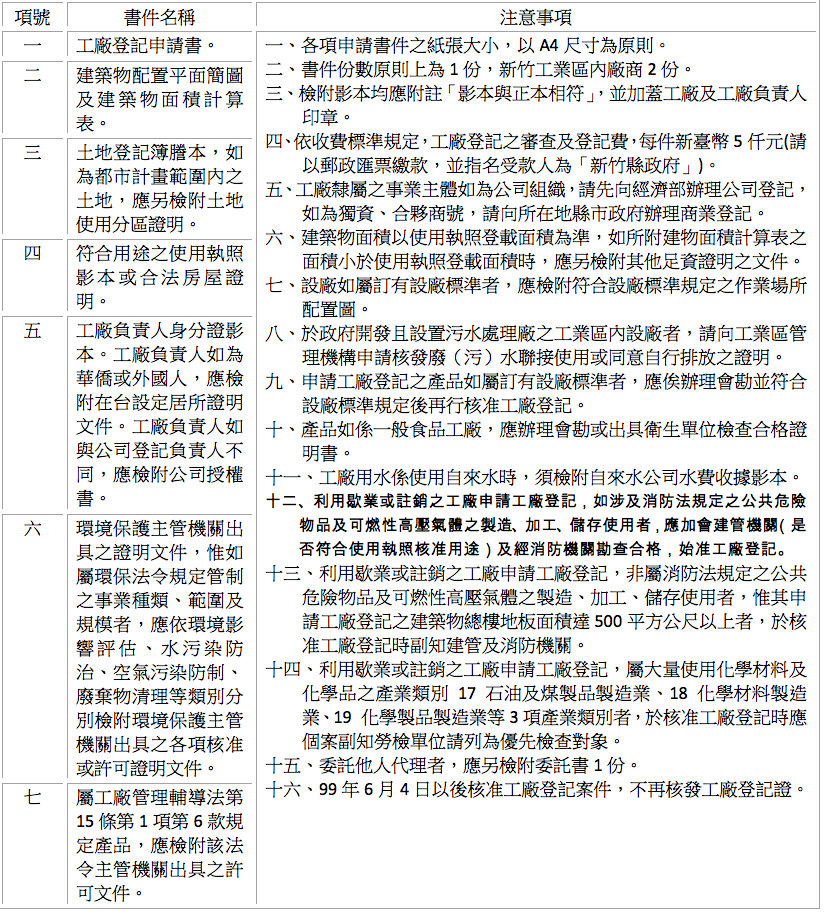 項號
書件名稱
注意事項
一
工廠登記申請書。
二
建築物配置平面簡圖
及建築物面積計算
表。
三
土地登記簿謄本，如
為都市計畫範圍內之
土地，應另檢附土地
使用分區證明。
四
符合用途之使用執照
影本或合法房屋證
明。
五
工廠負責人身分證影
本。工廠負責人如為
華僑或外國人，應檢
附在台設定居所證明
文件。工廠負責人如
與公司登記負責人不
同，應檢附公司授權
書。
六
環境保護主管機關出
具之證明文件，惟如
屬環保法令規定管制
之事業種類、範圍及
規模者，應依環境影
響評估、水污染防
治、空氣污染防制、
廢棄物清理等類別分
別檢附環境保護主管
機關出具之各項核准
或許可證明文件。
七
屬工廠管理輔導法第
15 條第 1 項第 6 款規
定產品，應檢附該法
令主管機關出具之許
可文件。
一、各項申請書件之紙張大小，以 A4 尺寸為原則。
二、書件份數原則上為 1 份，新竹工業區內廠商 2 份。
三、檢附影本均應附註「影本與正本相符」，並加蓋工廠及工廠負責人
印章。
四、依收費標準規定，工廠登記之審查及登記費，每件新臺幣 5 仟元(請
以郵政匯票繳款，並指名受款人為「新竹縣政府」)。
五、工廠隸屬之事業主體如為公司組織，請先向經濟部辦理公司登記，
如為獨資、合夥商號，請向所在地縣市政府辦理商業登記。
六、建築物面積以使用執照登載面積為準，如所附建物面積計算表之
面積小於使用執照登載面積時，應另檢附其他足資證明之文件。
七、設廠如屬訂有設廠標準者，應檢附符合設廠標準規定之作業場所
配置圖。
八、於政府開發且設置污水處理廠之工業區內設廠者，請向工業區管
理機構申請核發廢（污）水聯接使用或同意自行排放之證明。
九、申請工廠登記之產品如屬訂有設廠標準者，應俟辦理會勘並符合
設廠標準規定後再行核准工廠登記。
十、產品如係一般食品工廠，應辦理會勘或出具衛生單位檢查合格證
明書。
十一、工廠用水係使用自來水時，須檢附自來水公司水費收據影本。
十二、利用歇業或註銷之工廠申請工廠登記，如涉及消防法規定之公共危險
物品及可燃性高壓氣體之製造、加工、儲存使用者，應加會建管機關（是
否符合使用執照核准用途）及經消防機關勘查合格，始准工廠登記。
十三、利用歇業或註銷之工廠申請工廠登記，非屬消防法規定之公共
危險物品及可燃性高壓氣體之製造、加工、儲存使用者，惟其申
請工廠登記之建築物總樓地板面積達 500 平方公尺以上者，於核
准工廠登記時副知建管及消防機關。
十四、利用歇業或註銷之工廠申請工廠登記，屬大量使用化學材料及
化學品之產業類別 17 石油及煤製品製造業、18 化學材料製造
業、19 化學製品製造業等 3 項產業類別者，於核准工廠登記時應
個案副知勞檢單位請列為優先檢查對象。
十五、委託他人代理者，應另檢附委託書 1 份。
十六、99 年 6 月 4 日以後核准工廠登記案件，不再核發工廠登記證。